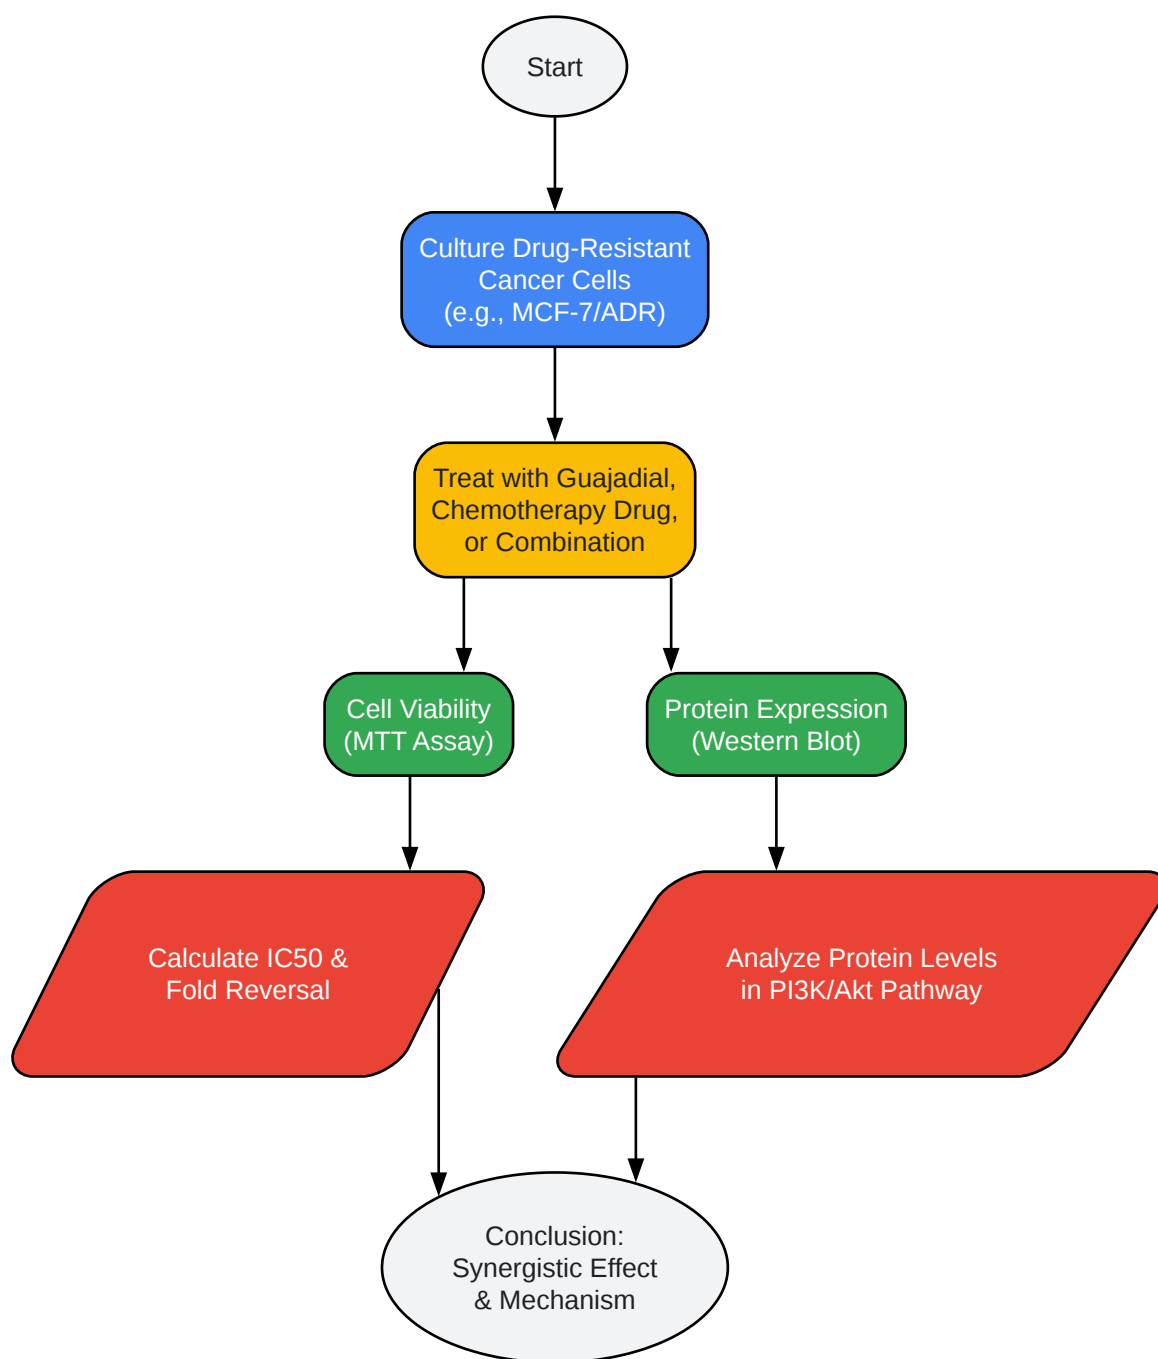 Start
Culture Drug-Resistant
Cancer Cells
(e.g., MCF-7/ADR)
Treat with Guajadial,
Chemotherapy Drug,
or Combination
Cell Viability
(MTT Assay)
Protein Expression
(Western Blot)
Calculate IC50 &
Fold Reversal
Analyze Protein Levels
in PI3K/Akt Pathway
Conclusion:
Synergistic Effect
& Mechanism